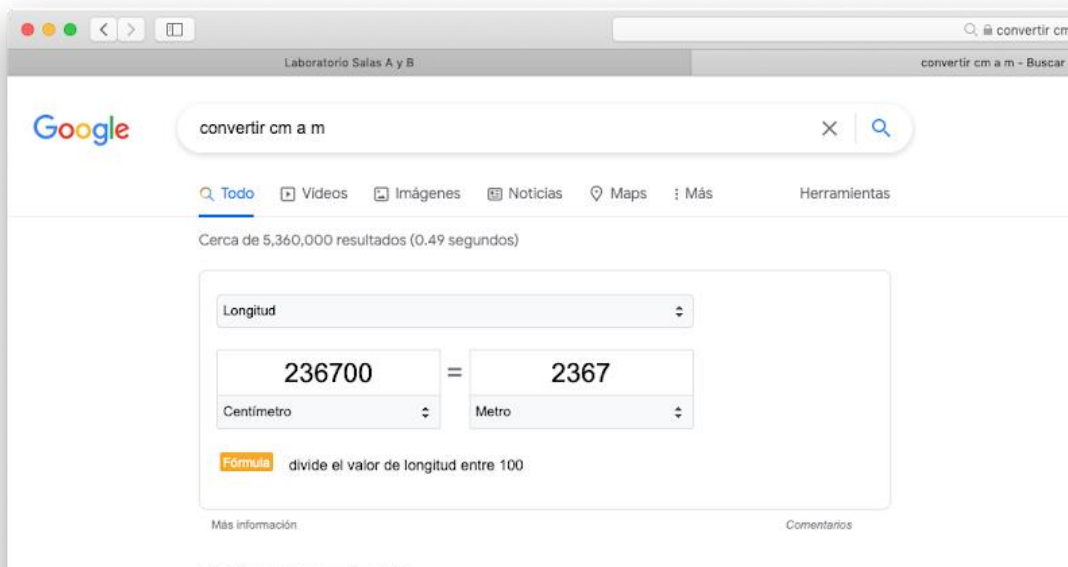 convertir cm
Laboratorio Salas A y B
convertir cm a m – Buscar
Google
convertir cm a m
Todo Videos Imágenes Noticias Maps Más Herramientas
Cerca de 5,360,000 resultados (0.49 segundos)
Longitud
236700 = 2367
Centímetro Metro
Fórmula divide el valor de longitud entre 100
Más información Comentarios